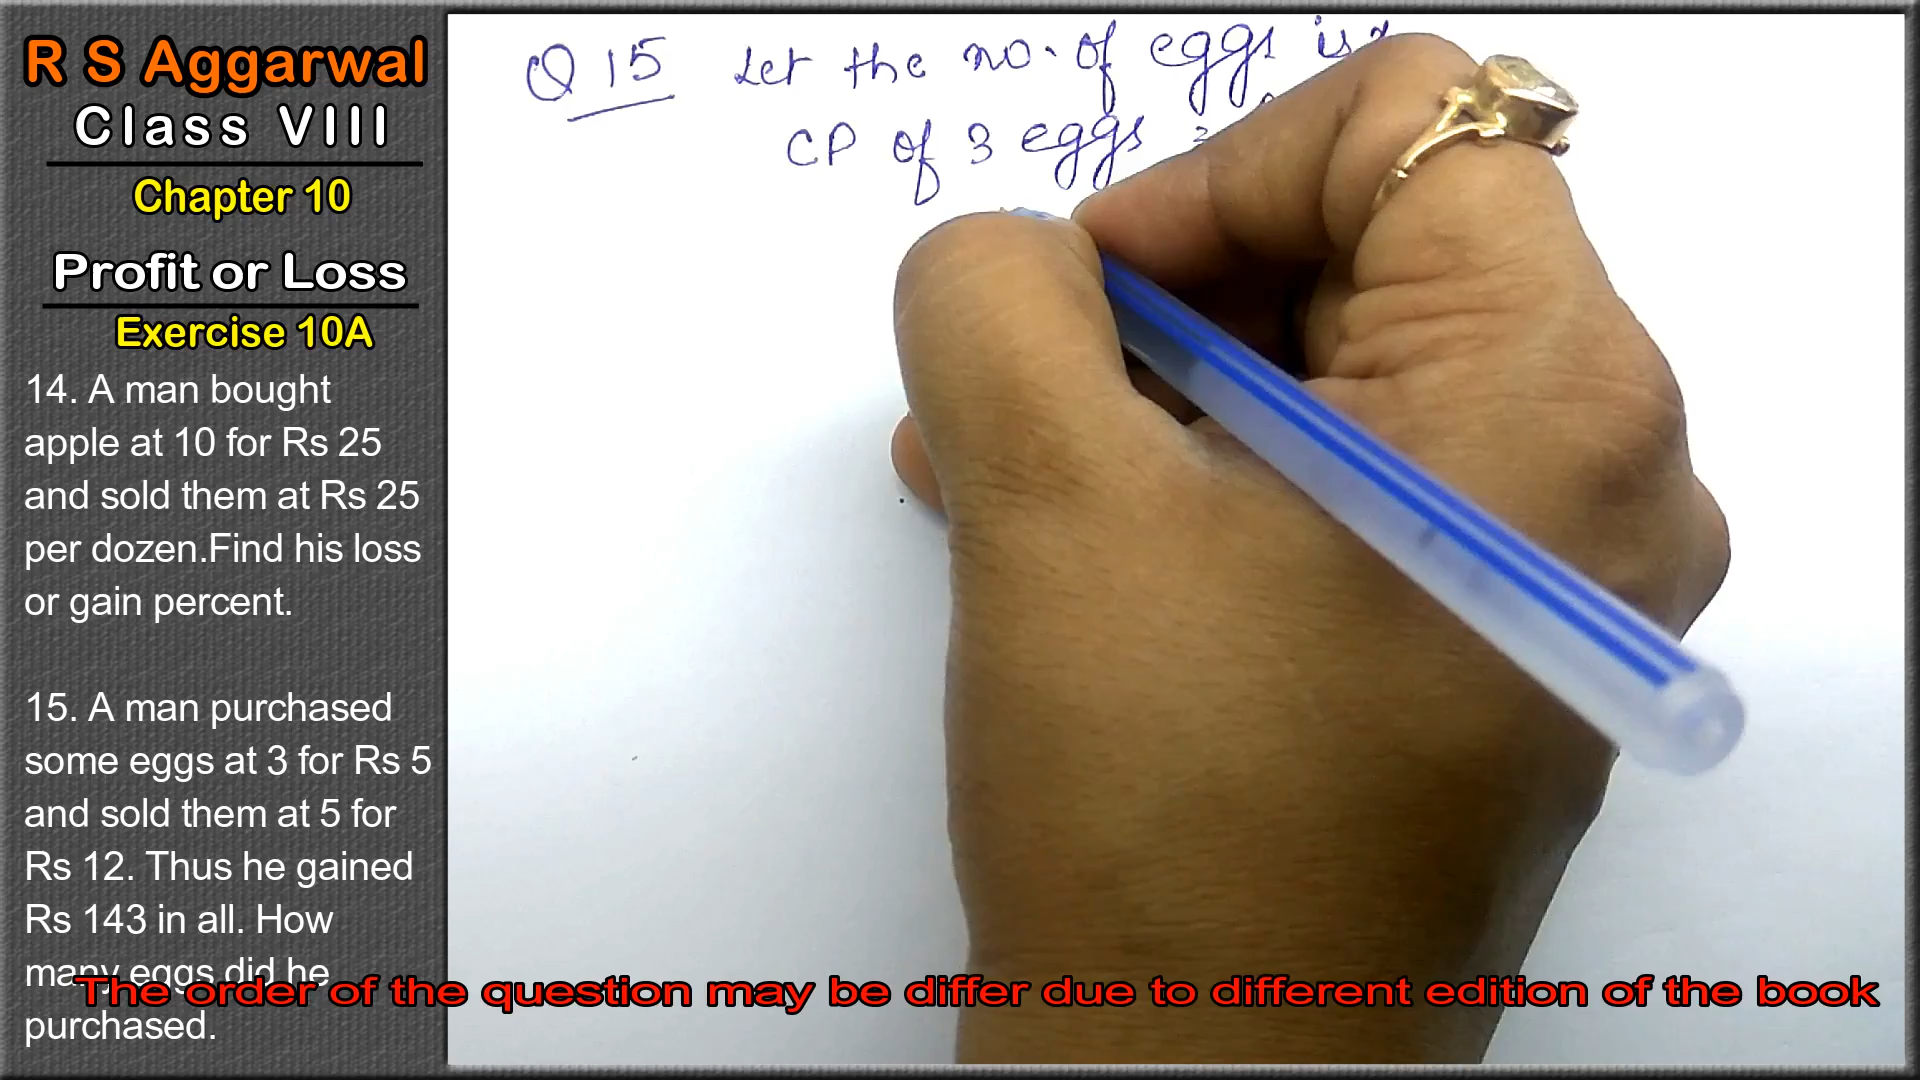 R S Aggarwal
Class VIII
Chapter 10
Profit or Loss
Exercise 10A
14. A man bought
apple at 10 for Rs 25
and sold them at Rs 25
per dozen.Find his loss
or gain percent.
15. A man purchased
some eggs at 3 for Rs 5
and sold them at 5 for
Rs 12. Thus he gained
Rs 143 in all. How
many eggs did he
purchased.
Q 15 Let the no. of eggs is x
CP of 3 eggs =
The order of the question may be differ due to different edition of the book